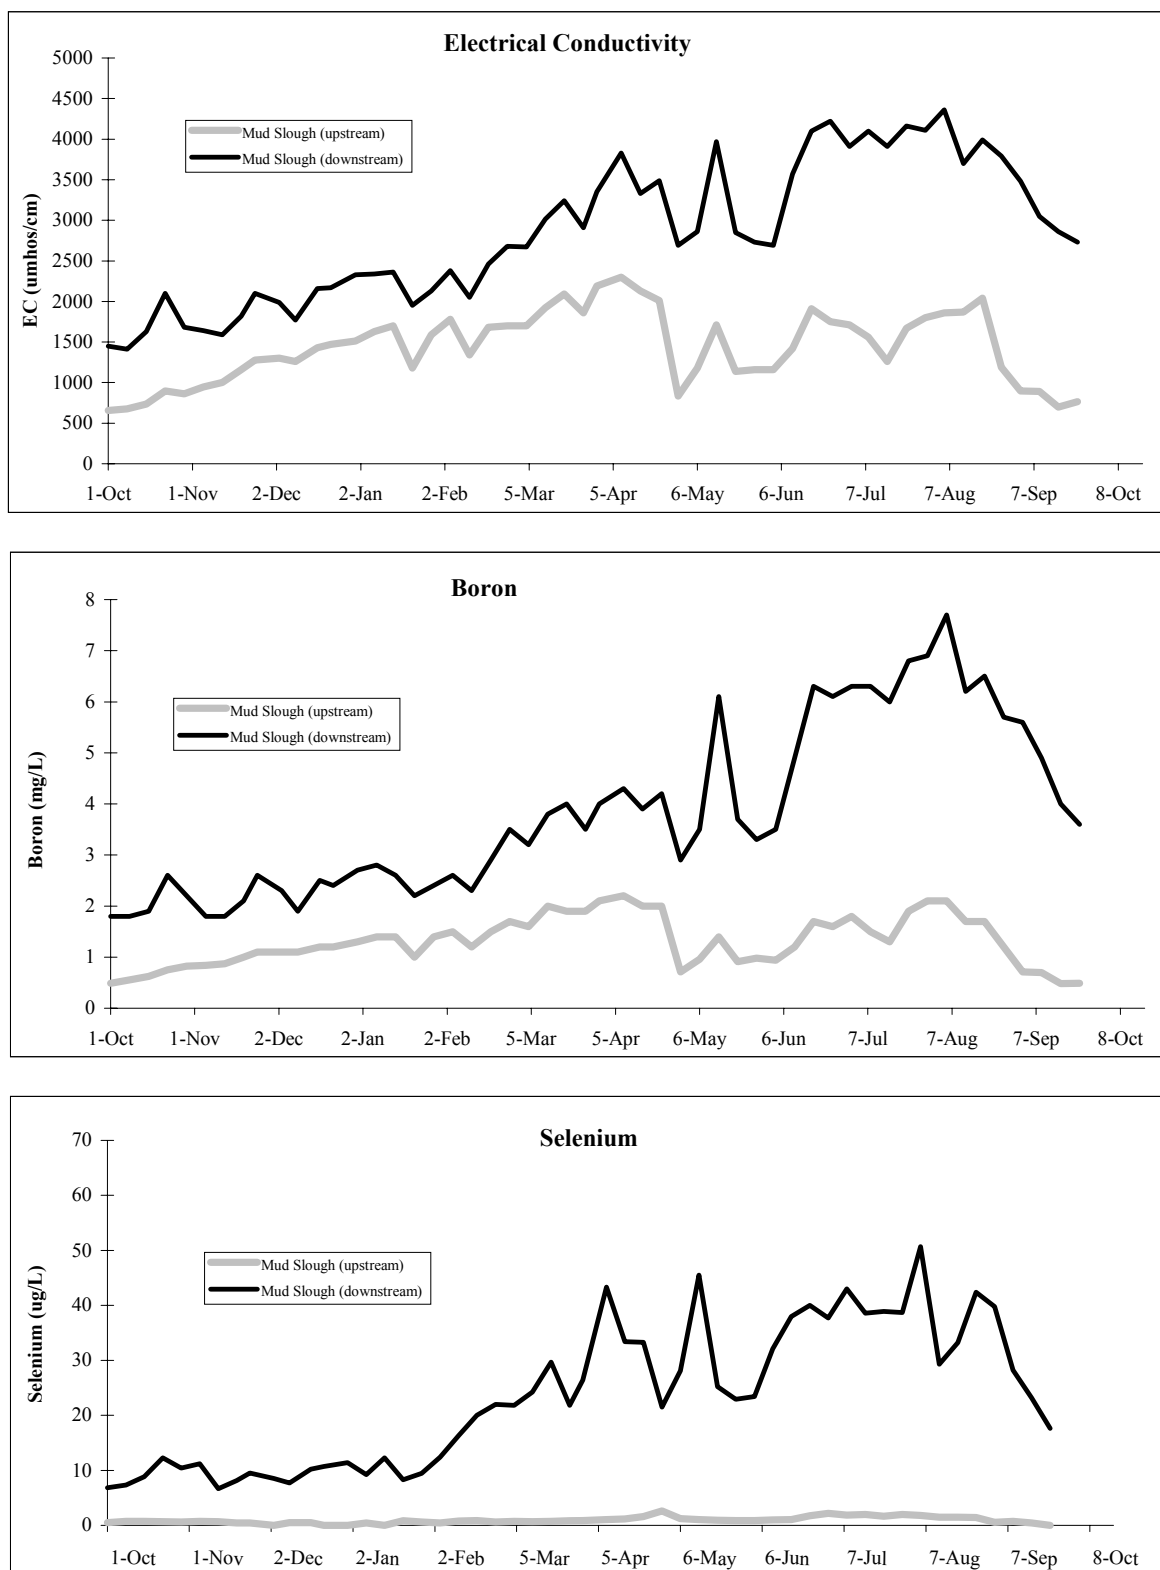 Electrical Conductivity
5000
4500
4000
3500
3000
2500
2000
1500
1000
500
0
EC (umhos/cm)
Mud Slough (upstream)
Mud Slough (downstream)
1-Oct 1-Nov 2-Dec 2-Jan 2-Feb 5-Mar 5-Apr 6-May 6-Jun 7-Jul 7-Aug 7-Sep 8-Oct
Boron
8
7
6
5
4
3
2
1
0
Boron (mg/L)
Mud Slough (upstream)
Mud Slough (downstream)
1-Oct 1-Nov 2-Dec 2-Jan 2-Feb 5-Mar 5-Apr 6-May 6-Jun 7-Jul 7-Aug 7-Sep 8-Oct
Selenium
70
60
50
40
30
20
10
0
Selenium (ug/L)
Mud Slough (upstream)
Mud Slough (downstream)
1-Oct 1-Nov 2-Dec 2-Jan 2-Feb 5-Mar 5-Apr 6-May 6-Jun 7-Jul 7-Aug 7-Sep 8-Oct